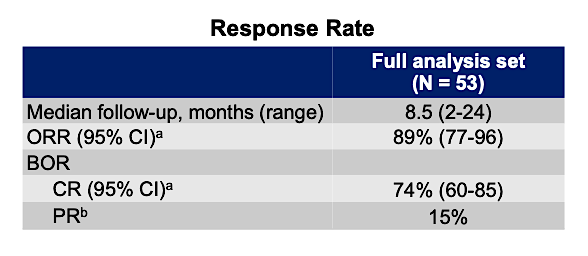 Response Rate
Full analysis set
(N = 53)
Median follow-up, months (range) 8.5 (2-24)
ORR (95% CI)ᵃ 89% (77-96)
BOR
CR (95% CI)ᵃ 74% (60-85)
PRᵇ 15%